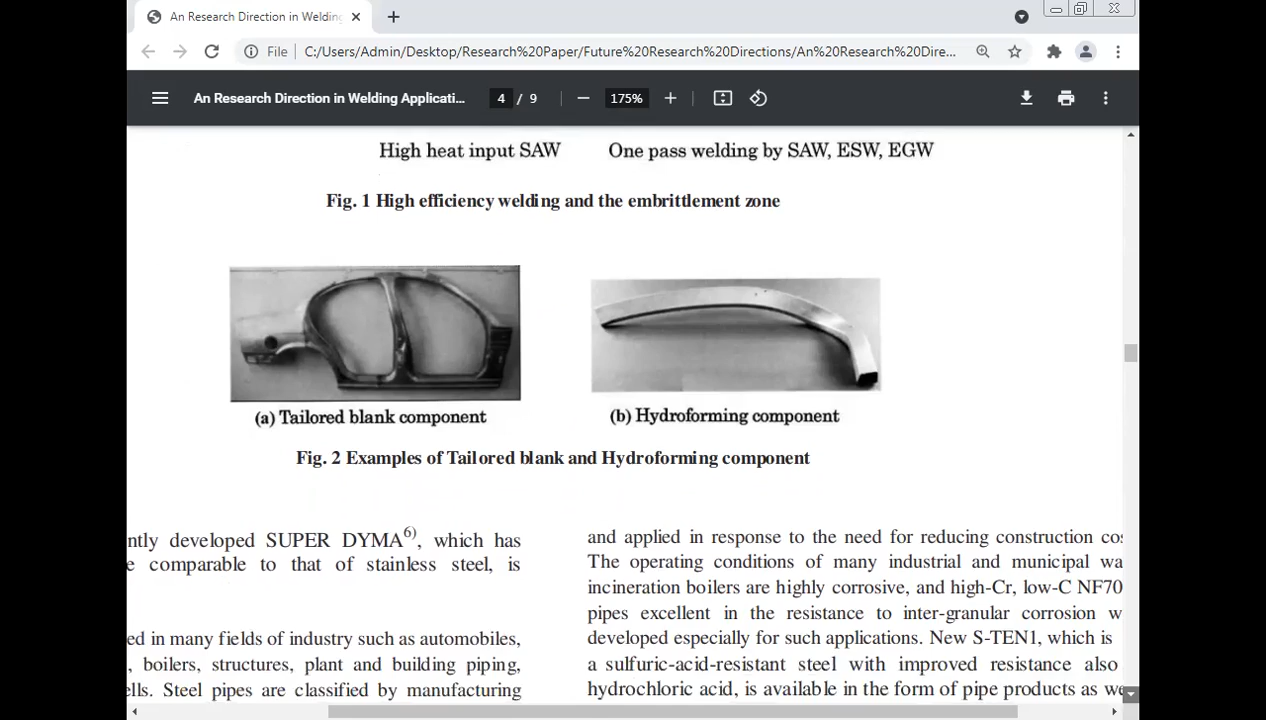 An Research Direction in Welding
File
C:/Users/Admin/Desktop/Research%20Paper/Future%20Research%20Directions/An%20Research%20Dire...
An Research Direction in Welding Applicati...
4 / 9
175%
High heat input SAW
One pass welding by SAW, ESW, EGW
Fig. 1 High efficiency welding and the embrittlement zone
(a) Tailored blank component
(b) Hydroforming component
Fig. 2 Examples of Tailored blank and Hydroforming component
ntly developed SUPER DYMA6), which has
e comparable to that of stainless steel, is
ed in many fields of industry such as automobiles,
, boilers, structures, plant and building piping,
ells. Steel pipes are classified by manufacturing
and applied in response to the need for reducing construction cos
The operating conditions of many industrial and municipal wa
incineration boilers are highly corrosive, and high-Cr, low-C NF70
pipes excellent in the resistance to inter-granular corrosion w
developed especially for such applications. New S-TEN1, which is
a sulfuric-acid-resistant steel with improved resistance also
hydrochloric acid, is available in the form of pipe products as we